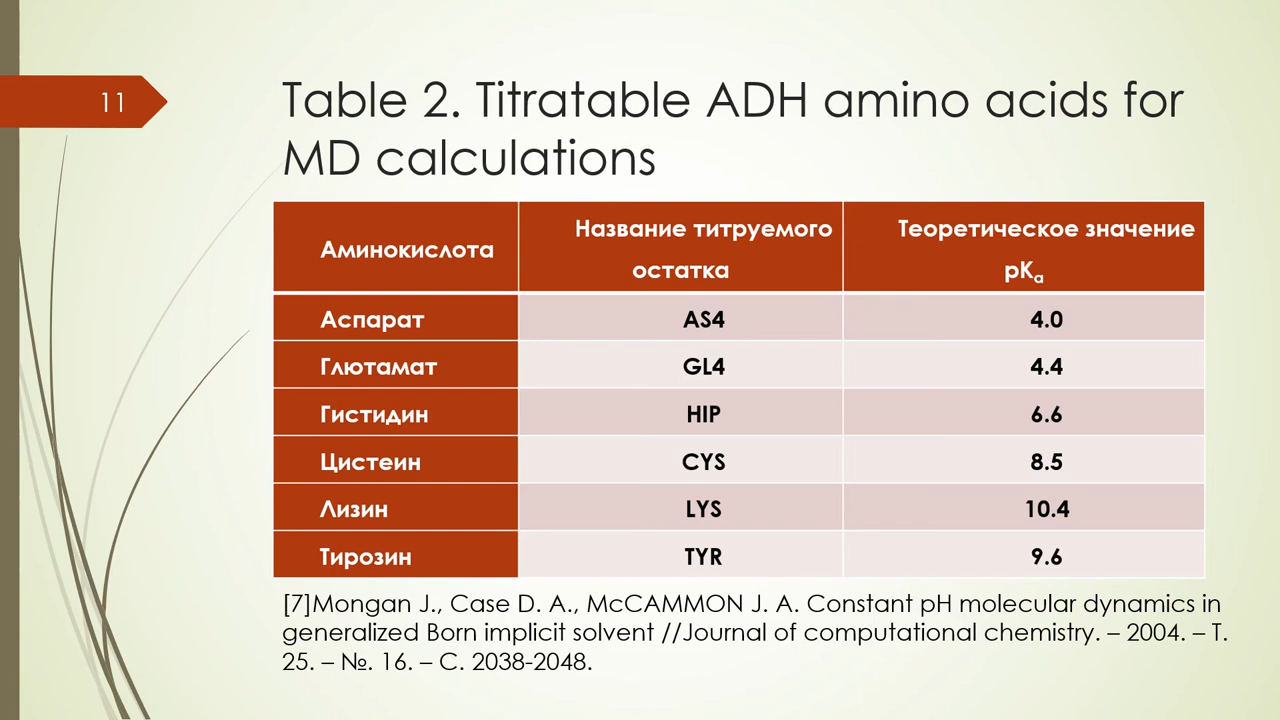 11
Table 2. Titratable ADH amino acids for
MD calculations
Аминокислота
Название титруемого
остатка
Теоретическое значение
pKa
Аспарат AS4 4.0
Глютамат GL4 4.4
Гистидин HIP 6.6
Цистеин CYS 8.5
Лизин LYS 10.4
Тирозин TYR 9.6
[7]Mongan J., Case D. A., McCAMMON J. A. Constant pH molecular dynamics in
generalized Born implicit solvent //Journal of computational chemistry. – 2004. – Т.
25. – №. 16. – С. 2038-2048.